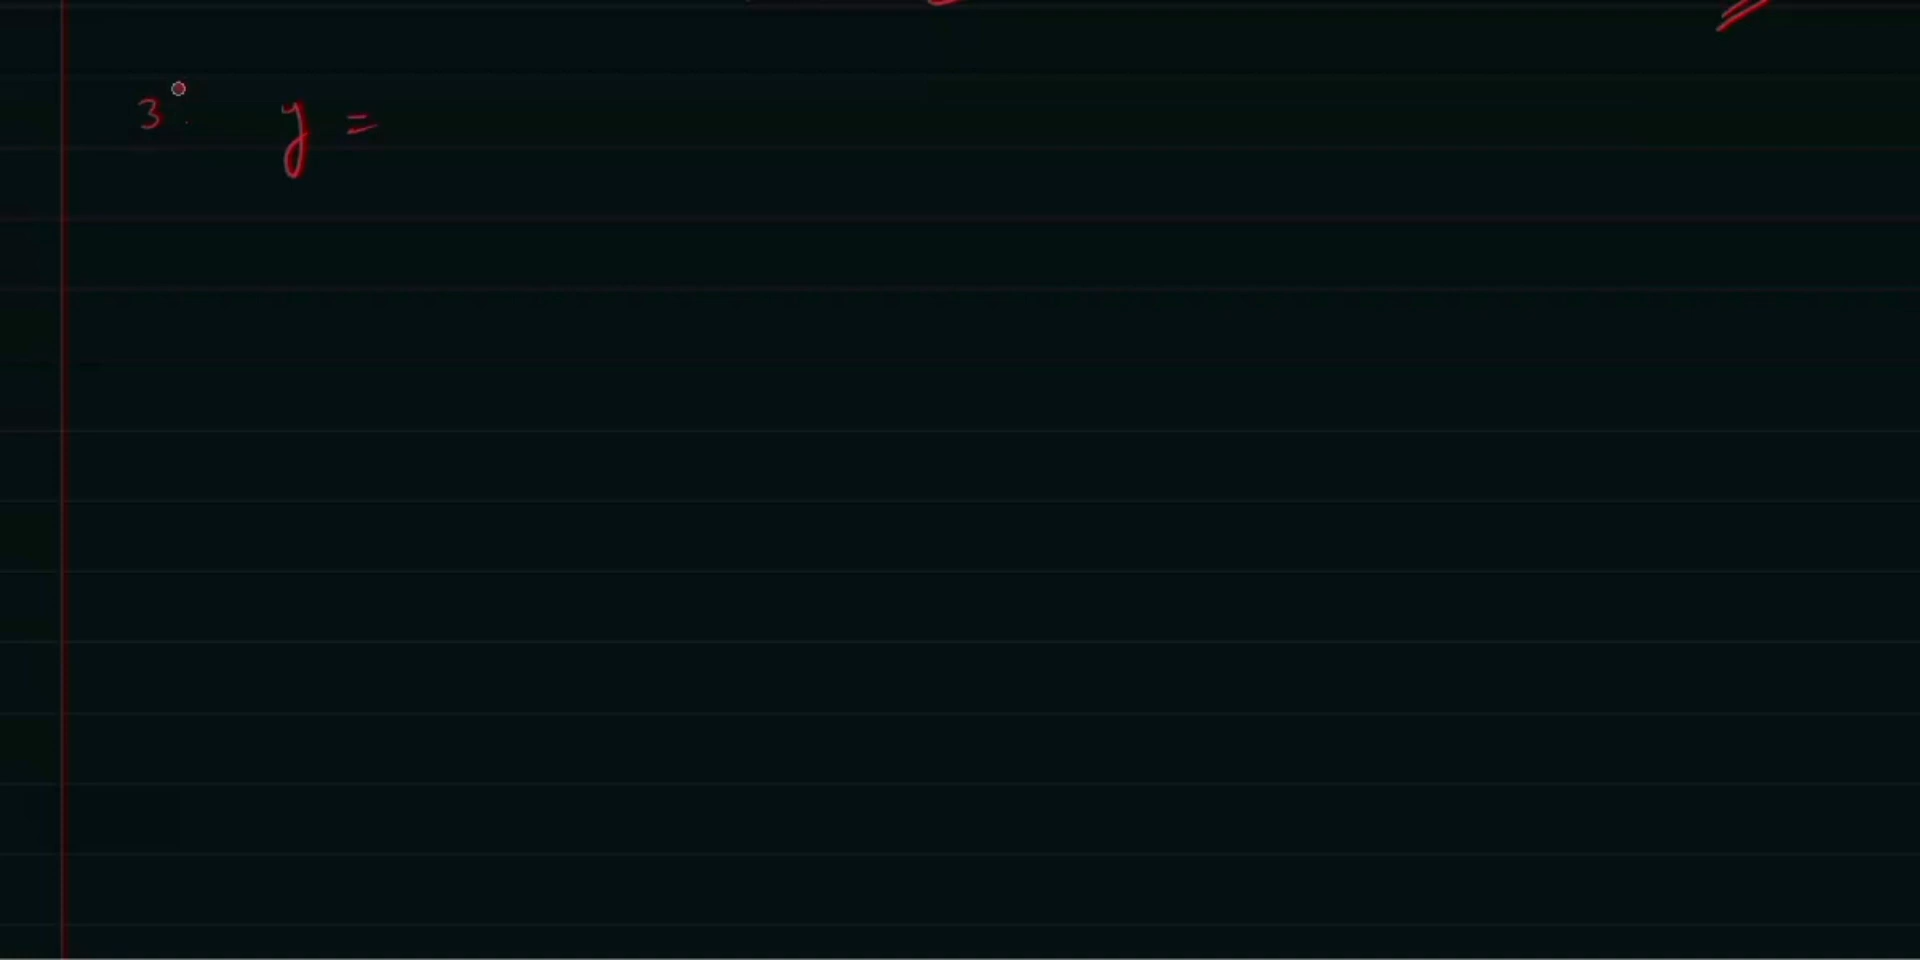 3. y =